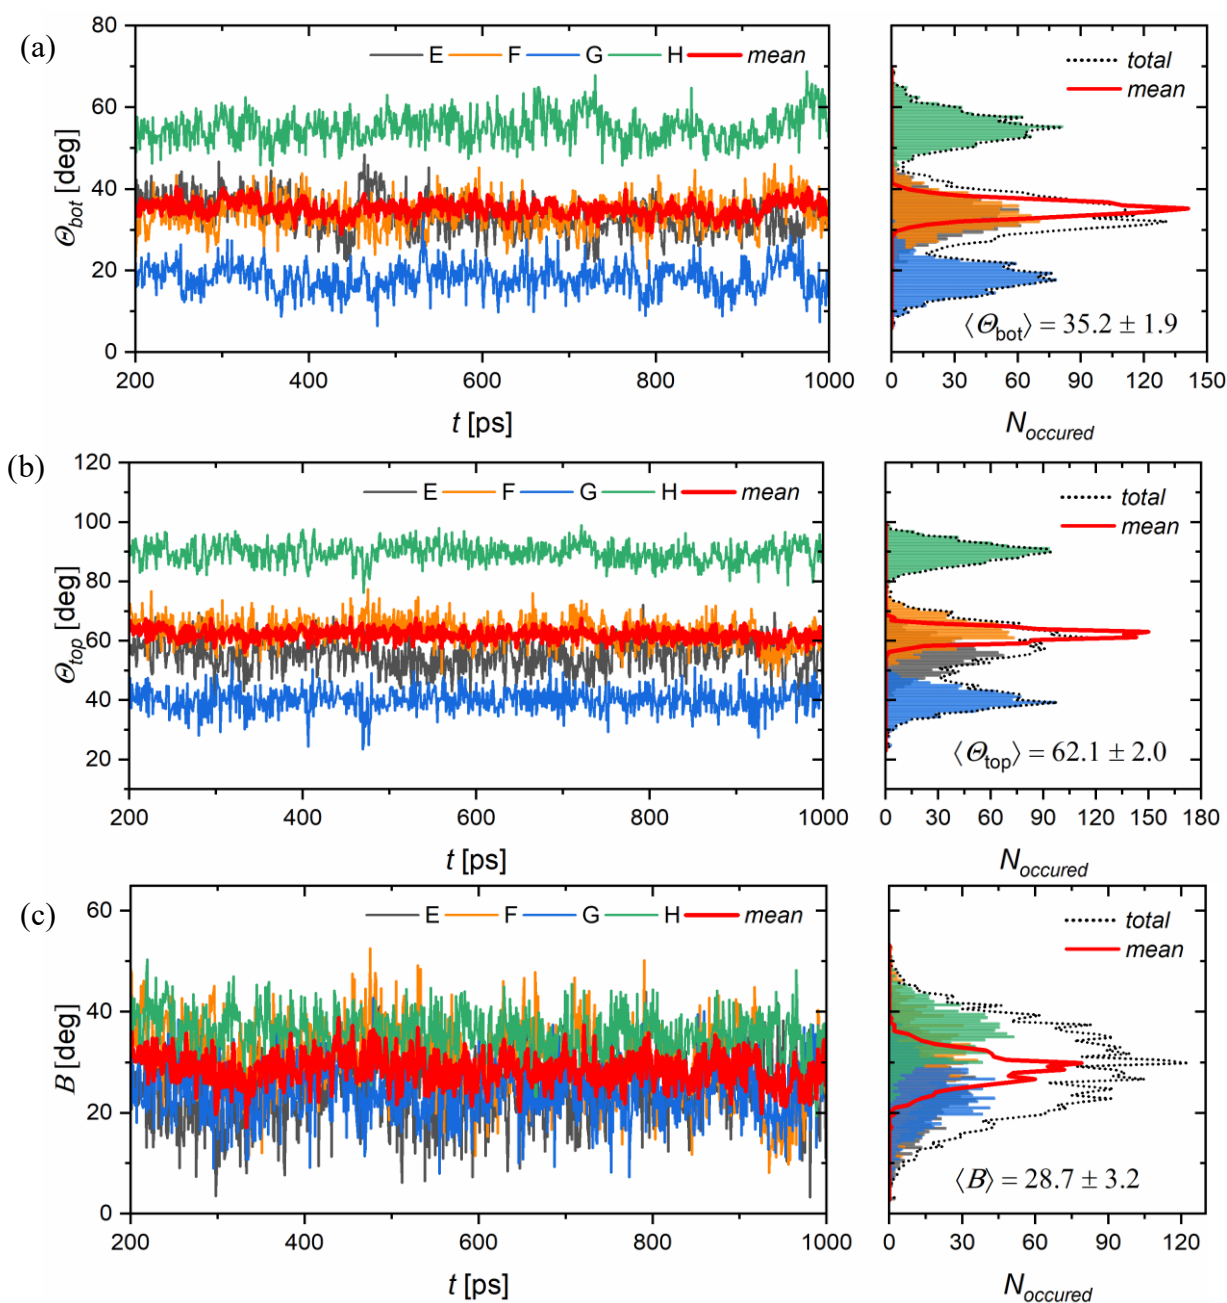 (a)
80
60
40
20
0
Θbot [deg]
E F G H mean
200 400 600 800 1000
t [ps]
total
mean
⟨Θbot⟩ = 35.2 ± 1.9
0 30 60 90 120 150
Noccured
(b)
120
100
80
60
40
20
Θtop [deg]
E F G H mean
200 400 600 800 1000
t [ps]
total
mean
⟨Θtop⟩ = 62.1 ± 2.0
0 30 60 90 120 150 180
Noccured
(c)
60
40
20
0
B [deg]
E F G H mean
200 400 600 800 1000
t [ps]
total
mean
⟨B⟩ = 28.7 ± 3.2
0 30 60 90 120
Noccured